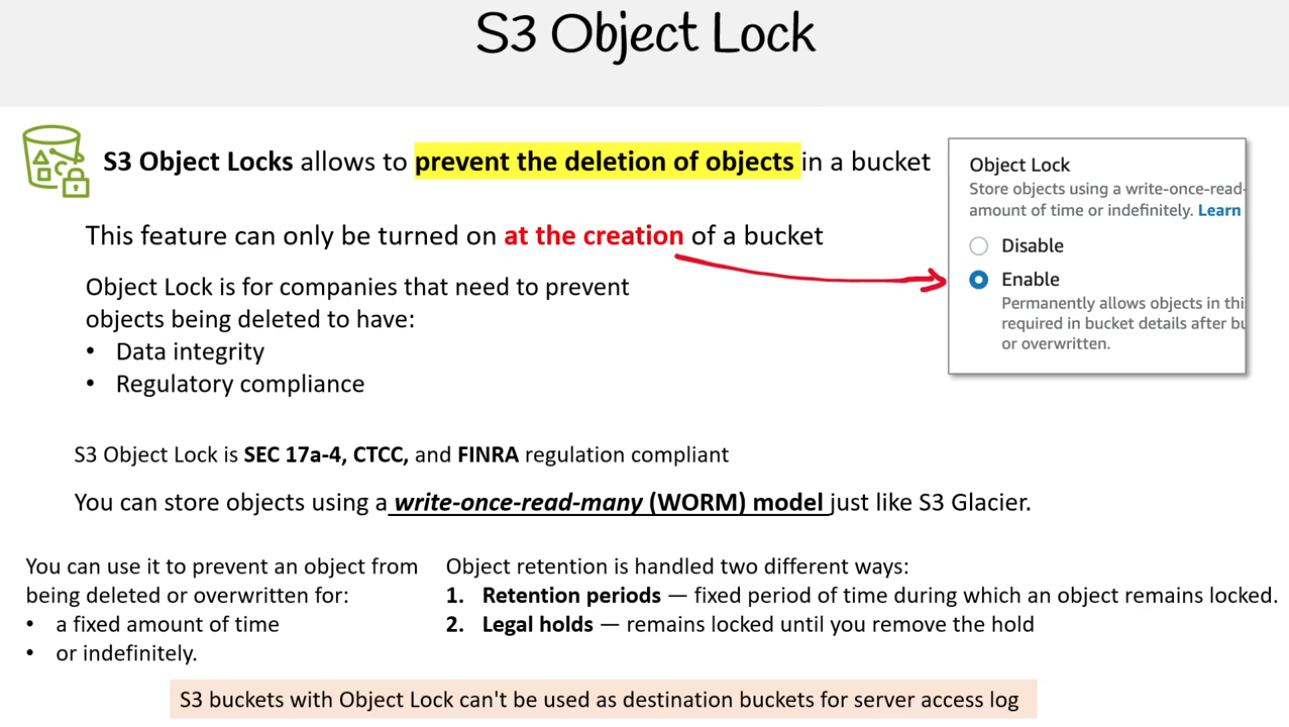 S3 Object Lock
S3 Object Locks allows to prevent the deletion of objects in a bucket
This feature can only be turned on at the creation of a bucket
Object Lock is for companies that need to prevent
objects being deleted to have:
• Data integrity
• Regulatory compliance
Object Lock
Store objects using a write-once-read-
amount of time or indefinitely. Learn
Disable
Enable
Permanently allows objects in thi
required in bucket details after bu
or overwritten.
S3 Object Lock is SEC 17a-4, CTCC, and FINRA regulation compliant
You can store objects using a write-once-read-many (WORM) model just like S3 Glacier.
You can use it to prevent an object from
being deleted or overwritten for:
• a fixed amount of time
• or indefinitely.
Object retention is handled two different ways:
1. Retention periods — fixed period of time during which an object remains locked.
2. Legal holds — remains locked until you remove the hold
S3 buckets with Object Lock can't be used as destination buckets for server access log